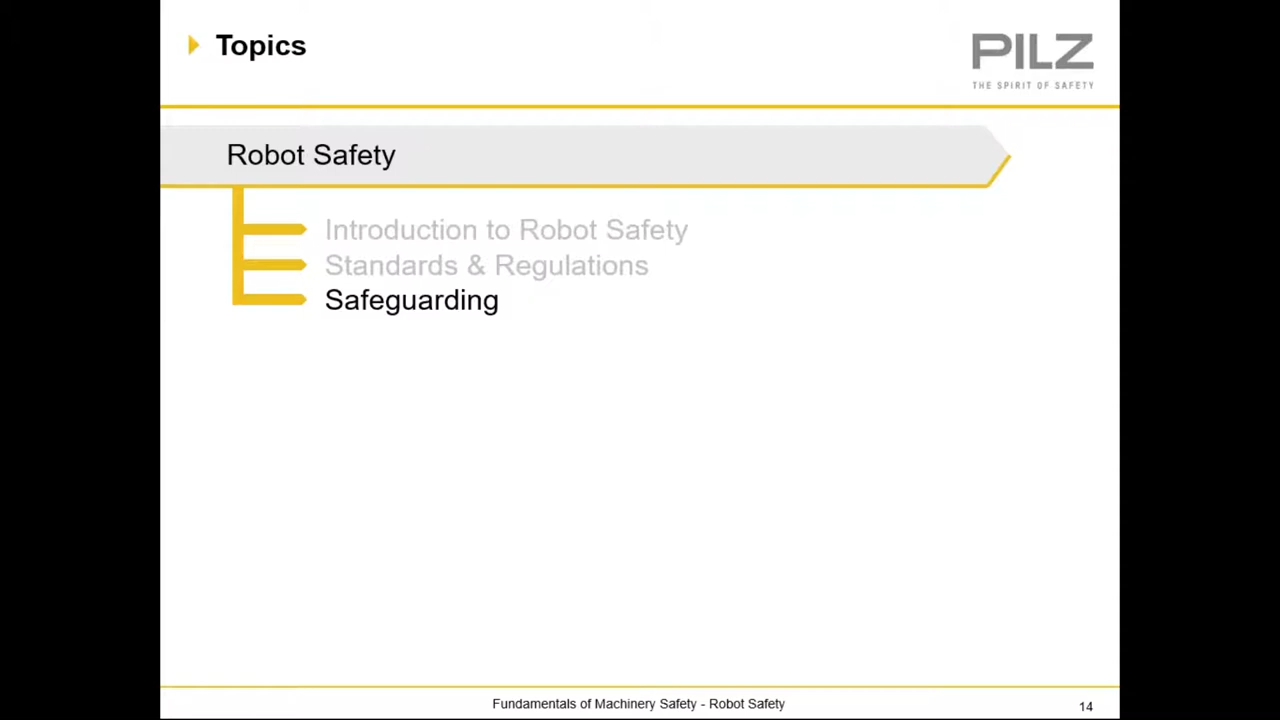 Topics
PILZ
THE SPIRIT OF SAFETY
Robot Safety
Introduction to Robot Safety
Standards & Regulations
Safeguarding
Fundamentals of Machinery Safety - Robot Safety
14